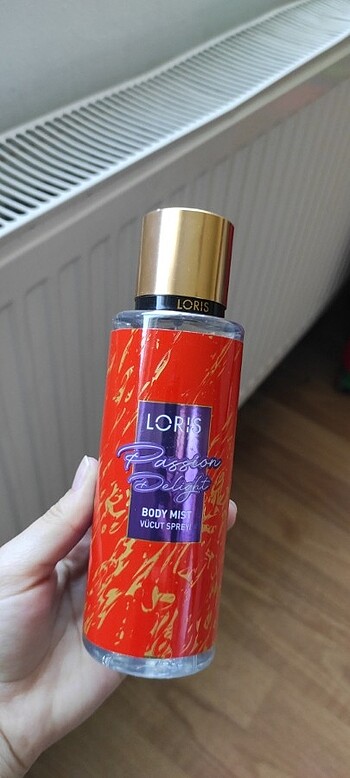 LORIS
LORIS
Passion
Delight
BODY MIST
VÜCUT SPREYİ